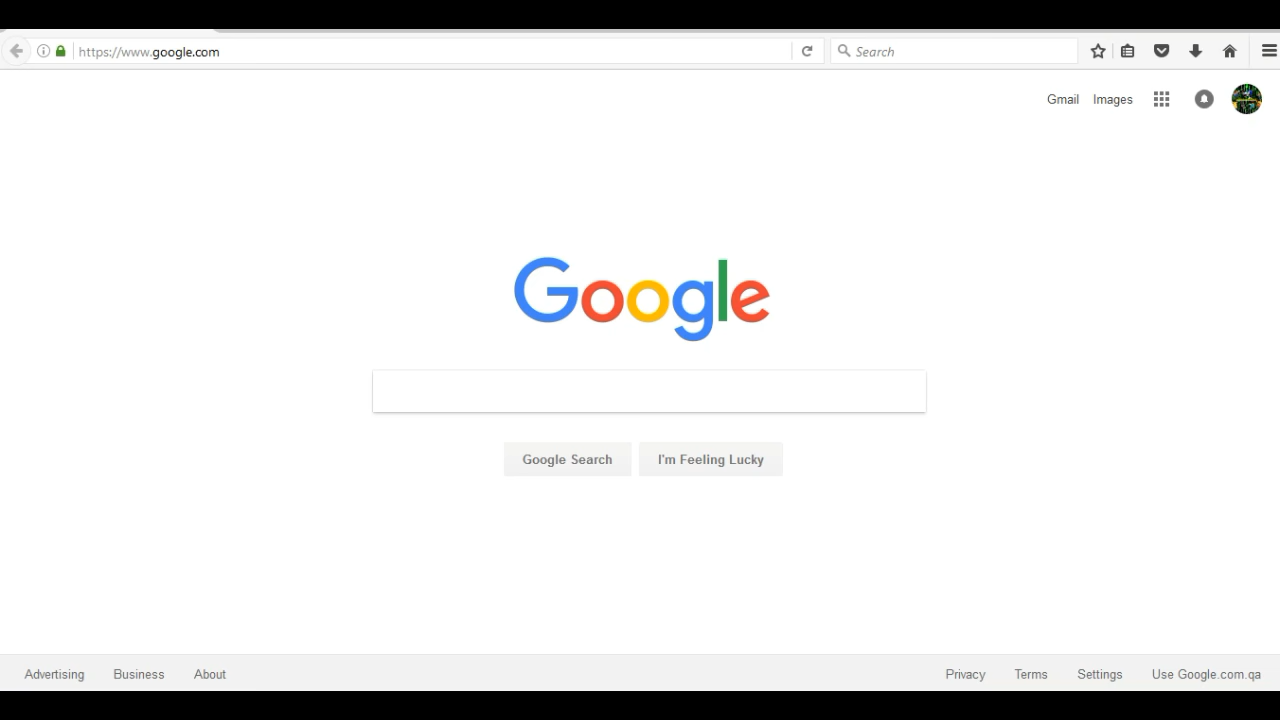 https://www.google.com
Search
Gmail Images
Google
Google Search I'm Feeling Lucky
Advertising Business About Privacy Terms Settings Use Google.com.qa